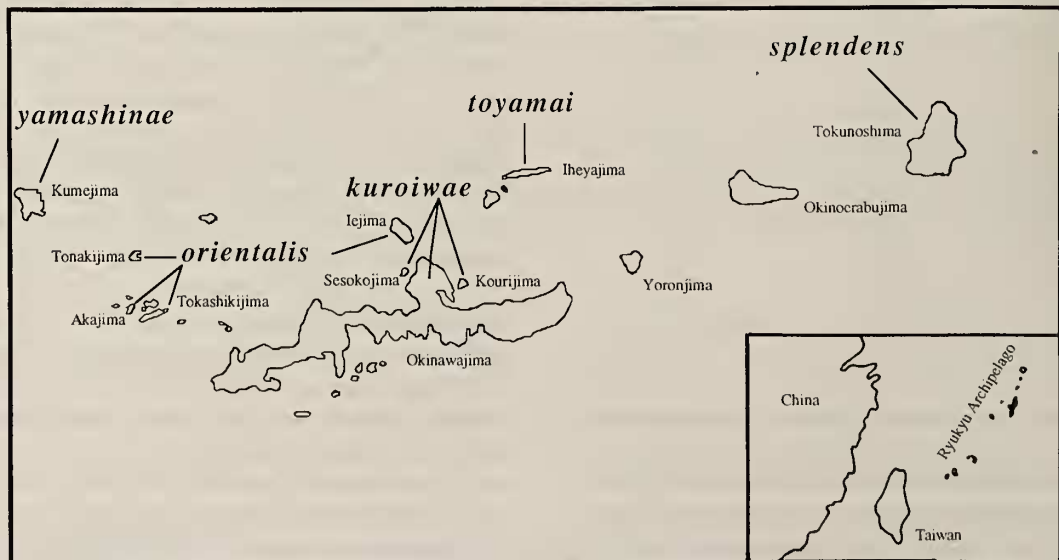 splendens
Tokunoshima
yamashinae
toyamai
Kumejima
Iheyajima
kuroiwae
Okinoerabujima
Iejima
Tonakijima
orientalis
Sesokojima
Kourijima
Yoronjima
Akajima
Tokashikijima
Okinawajima
China
Ryukyu Archipelago
Taiwan